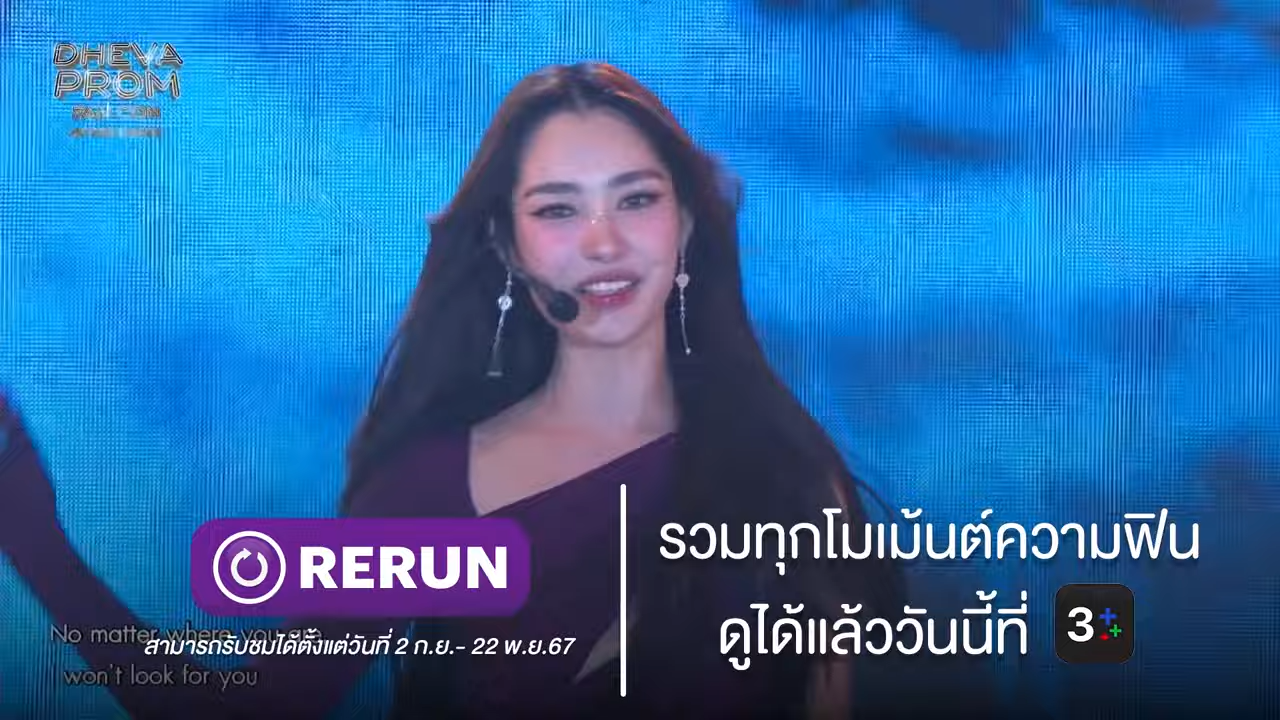 DHEVA
PROM
RERUN
สามารถรับชมได้ตั้งแต่วันที่ 2 ก.ย.- 22 พ.ย.67
No matter where you are
I won't look for you
รวมทุกโมเม้นต์ความฟิน
ดูได้แล้ววันนี้ที่ 3+